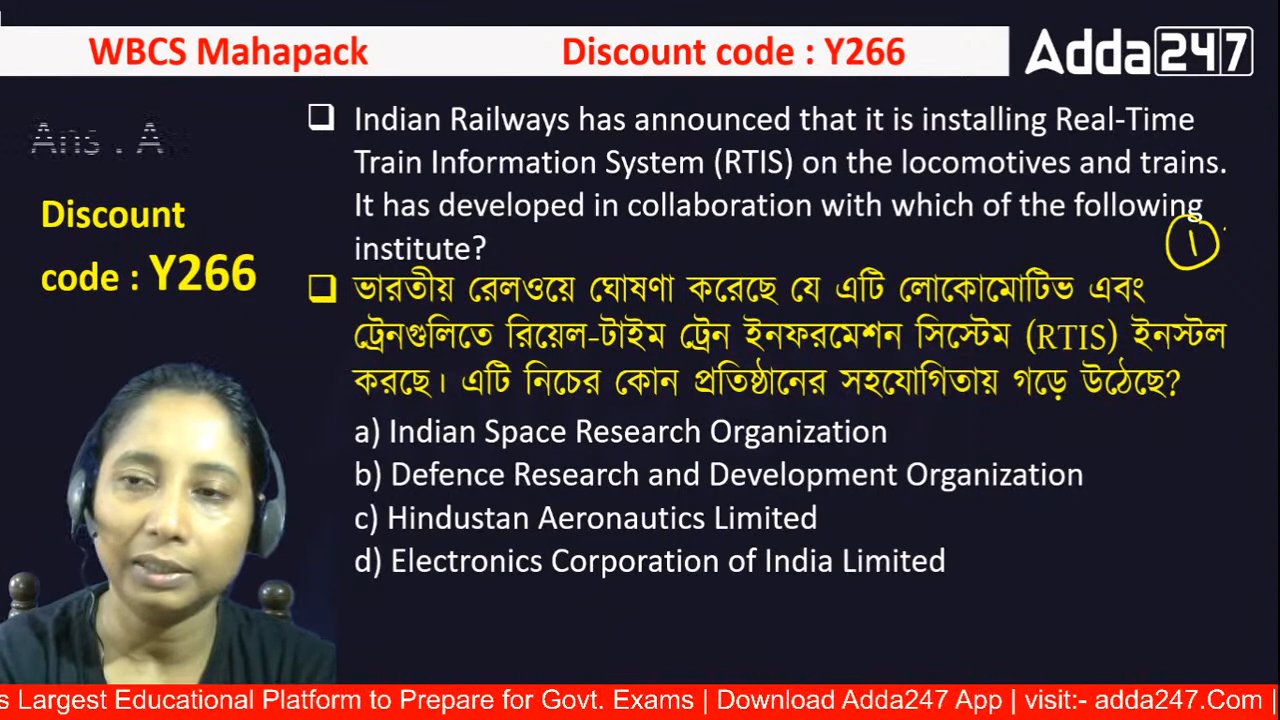 WBCS Mahapack Discount code : Y266 Adda247
Ans . A
Discount
code : Y266
Indian Railways has announced that it is installing Real-Time
Train Information System (RTIS) on the locomotives and trains.
It has developed in collaboration with which of the following
institute?
1
ভারতীয় রেলওয়ে ঘোষণা করেছে যে এটি লোকোমোটিভ এবং
ট্রেনগুলিতে রিয়েল-টাইম ট্রেন ইনফরমেশন সিস্টেম (RTIS) ইনস্টল
করছে। এটি নিচের কোন প্রতিষ্ঠানের সহযোগিতায় গড়ে উঠেছে?
a) Indian Space Research Organization
b) Defence Research and Development Organization
c) Hindustan Aeronautics Limited
d) Electronics Corporation of India Limited
s Largest Educational Platform to Prepare for Govt. Exams | Download Adda247 App | visit:- adda247.Com |